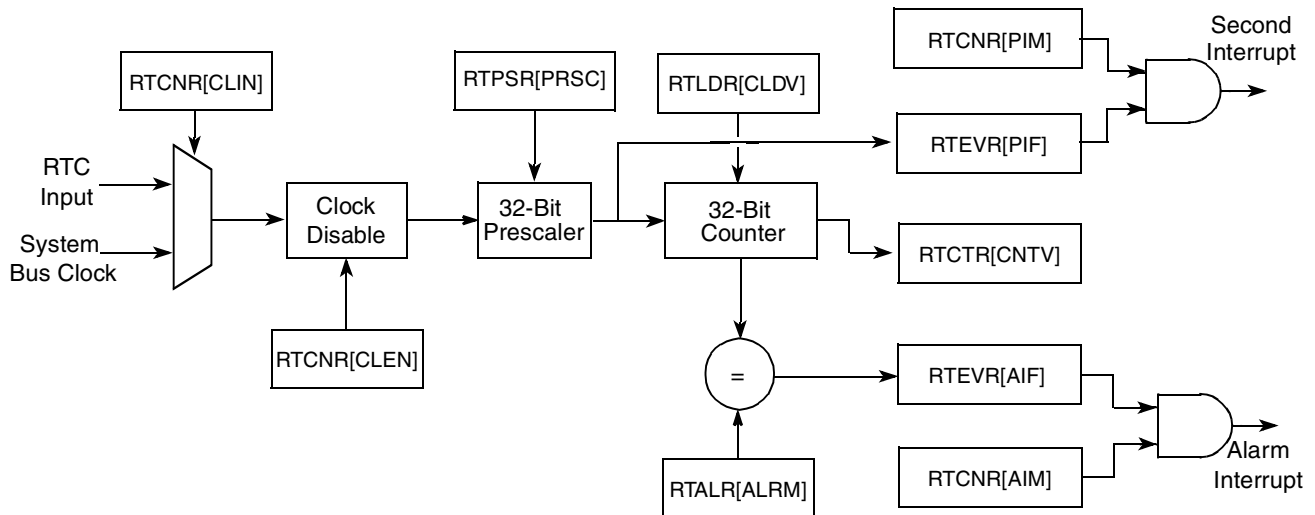 RTCNR[PIM]
Second
Interrupt
RTCNR[CLIN]
RTPSR[PRSC]
RTLDR[CLDV]
RTEVR[PIF]
RTC
Input
Clock
Disable
32-Bit
Prescaler
32-Bit
Counter
System
Bus Clock
RTCTR[CNTV]
RTCNR[CLEN]
=
RTEVR[AIF]
Alarm
Interrupt
RTALR[ALRM]
RTCNR[AIM]